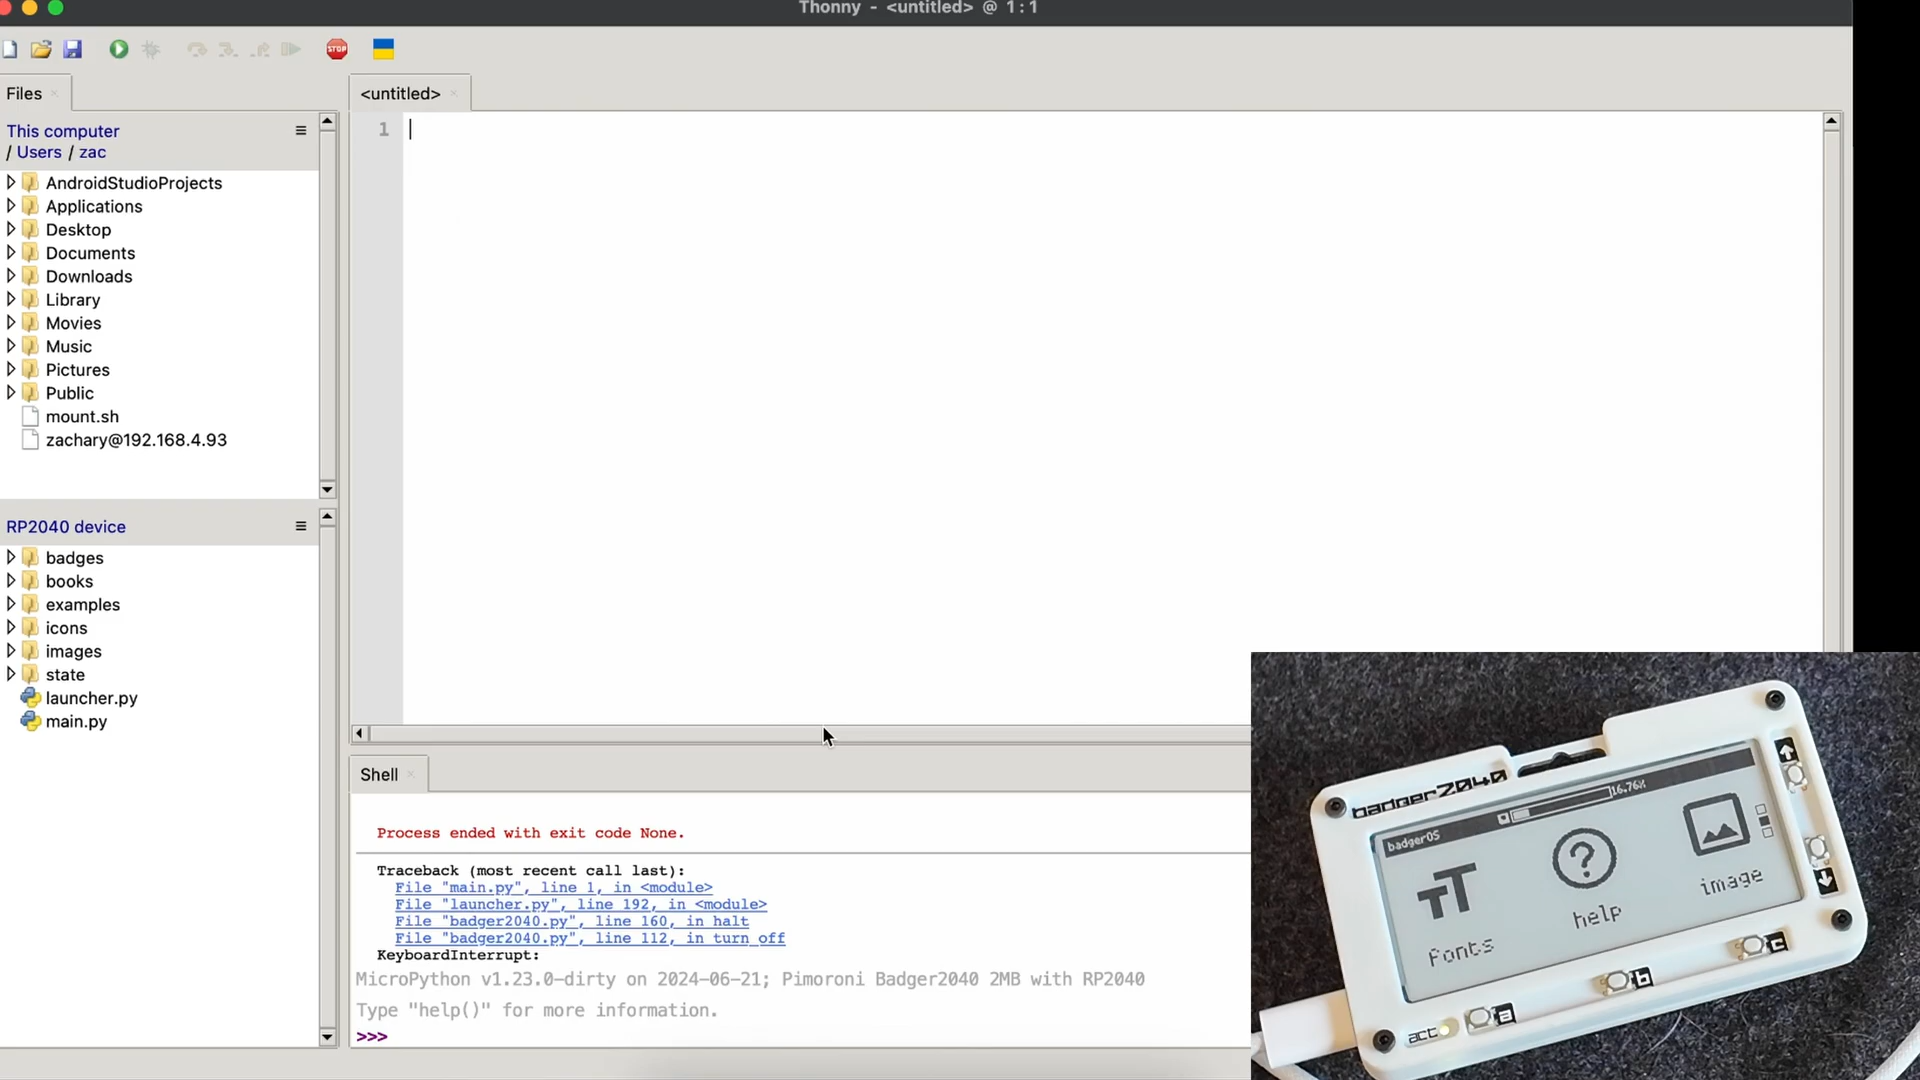 Thonny - <untitled> @ 1:1
STOP
Files
<untitled>
This computer
/ Users / zac
AndroidStudioProjects
Applications
Desktop
Documents
Downloads
Library
Movies
Music
Pictures
Public
mount.sh
zachary@192.168.4.93
1
RP2040 device
badges
books
examples
icons
images
state
launcher.py
main.py
Shell
Process ended with exit code None.
Traceback (most recent call last):
File "main.py", line 1, in <module>
File "launcher.py", line 192, in <module>
File "badger2040.py", line 160, in halt
File "badger2040.py", line 112, in turn_off
KeyboardInterrupt:
MicroPython v1.23.0-dirty on 2024-06-21; Pimoroni Badger2040 2MB with RP2040
Type "help()" for more information.
>>>
badger2040
badgerOS
16.76%
fonts
help
image
act
a
b
c